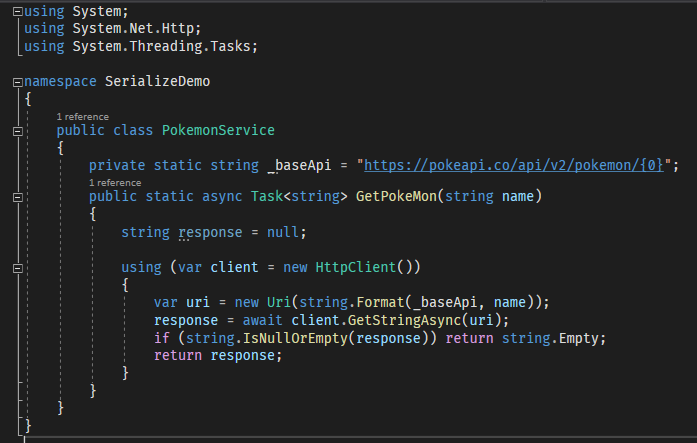 using System;
using System.Net.Http;
using System.Threading.Tasks;
namespace SerializeDemo
{
1 reference
public class PokemonService
{
private static string _baseApi = "https://pokeapi.co/api/v2/pokemon/{0}";
1 reference
public static async Task<string> GetPokeMon(string name)
{
string response = null;
using (var client = new HttpClient())
{
var uri = new Uri(string.Format(_baseApi, name));
response = await client.GetStringAsync(uri);
if (string.IsNullOrEmpty(response)) return string.Empty;
return response;
}
}
}
}